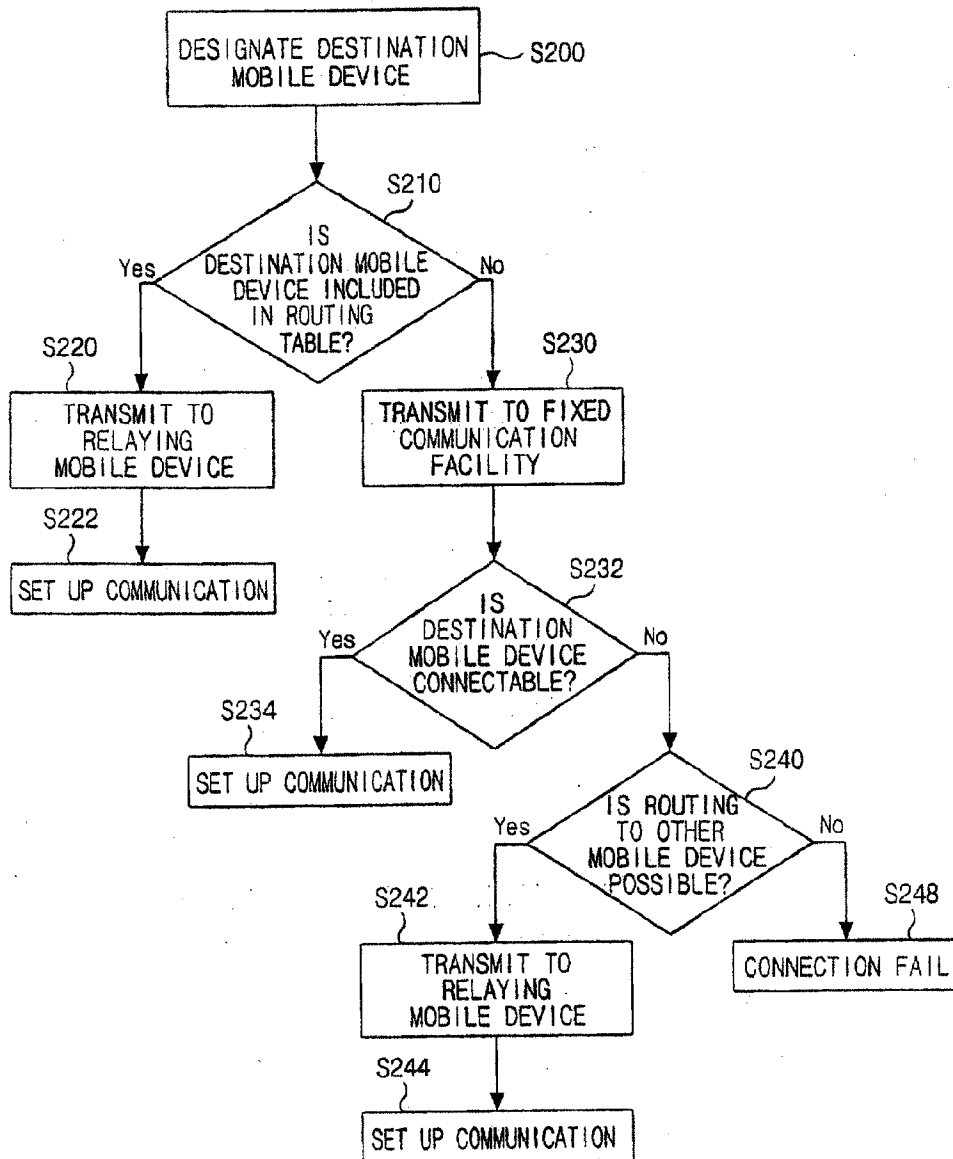 DESIGNATE DESTINATION
MOBILE DEVICE
S200
S210
IS
DESTINATION MOBILE
DEVICE INCLUDED
IN ROUTING
TABLE?
Yes
No
S220
TRANSMIT TO
RELAYING
MOBILE DEVICE
S230
TRANSMIT TO FIXED
COMMUNICATION
FACILITY
S222
SET UP COMMUNICATION
S232
IS
DESTINATION
MOBILE DEVICE
CONNECTABLE?
Yes
No
S234
SET UP COMMUNICATION
S240
IS ROUTING
TO OTHER
MOBILE DEVICE
POSSIBLE?
Yes
No
S242
TRANSMIT TO
RELAYING
MOBILE DEVICE
S248
CONNECTION FAIL
S244
SET UP COMMUNICATION